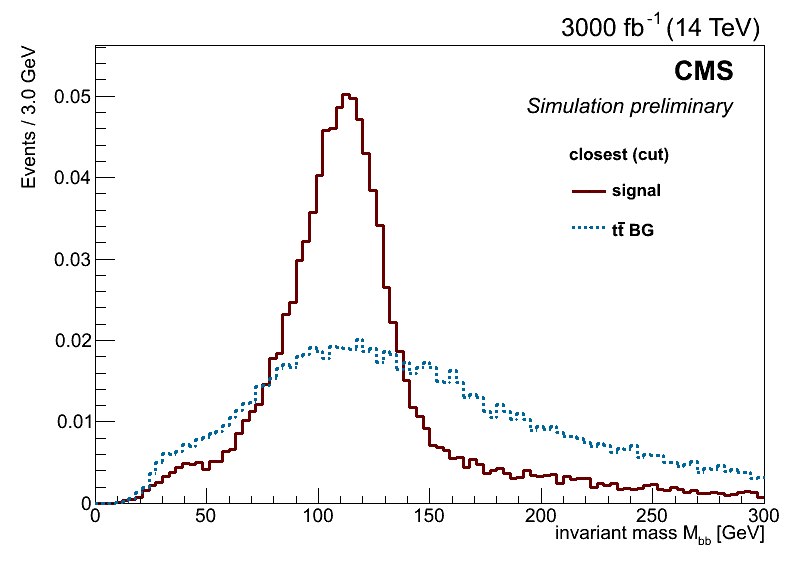 3000 fb⁻¹ (14 TeV)
CMS
Simulation preliminary
closest (cut)
signal
tt̄ BG
Events / 3.0 GeV
0.05
0.04
0.03
0.02
0.01
0
0 50 100 150 200 250 300
invariant mass M_bb [GeV]